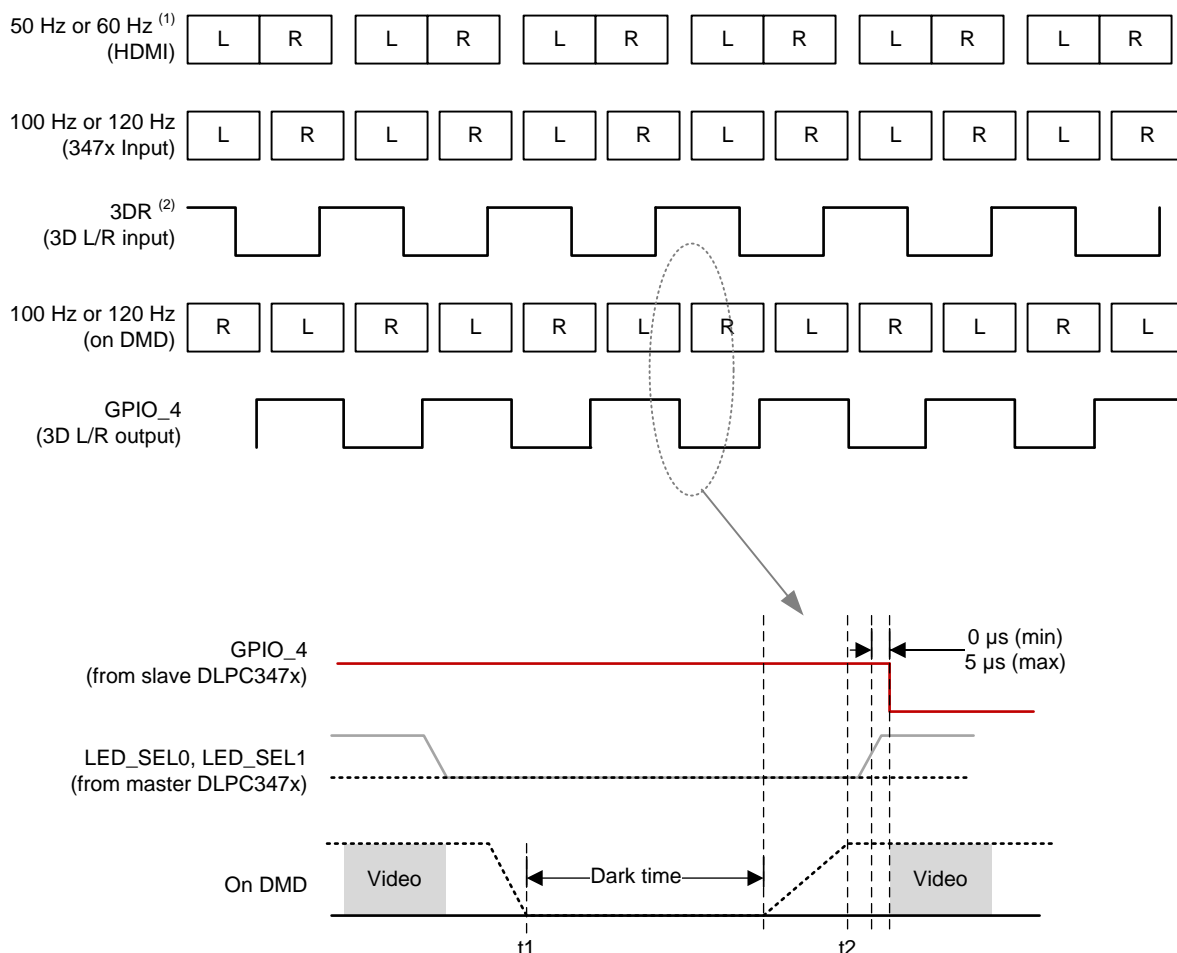 50 Hz or 60 Hz (1)
(HDMI)
L R L R L R L R L R L R
100 Hz or 120 Hz
(347x Input)
L R L R L R L R L R L R
3DR (2)
(3D L/R input)
100 Hz or 120 Hz
(on DMD)
R L R L R L R L R L R L
GPIO_4
(3D L/R output)
GPIO_4
(from slave DLPC347x)
0 µs (min)
5 µs (max)
LED_SEL0, LED_SEL1
(from master DLPC347x)
On DMD
Video
Dark time
Video
t1
t2